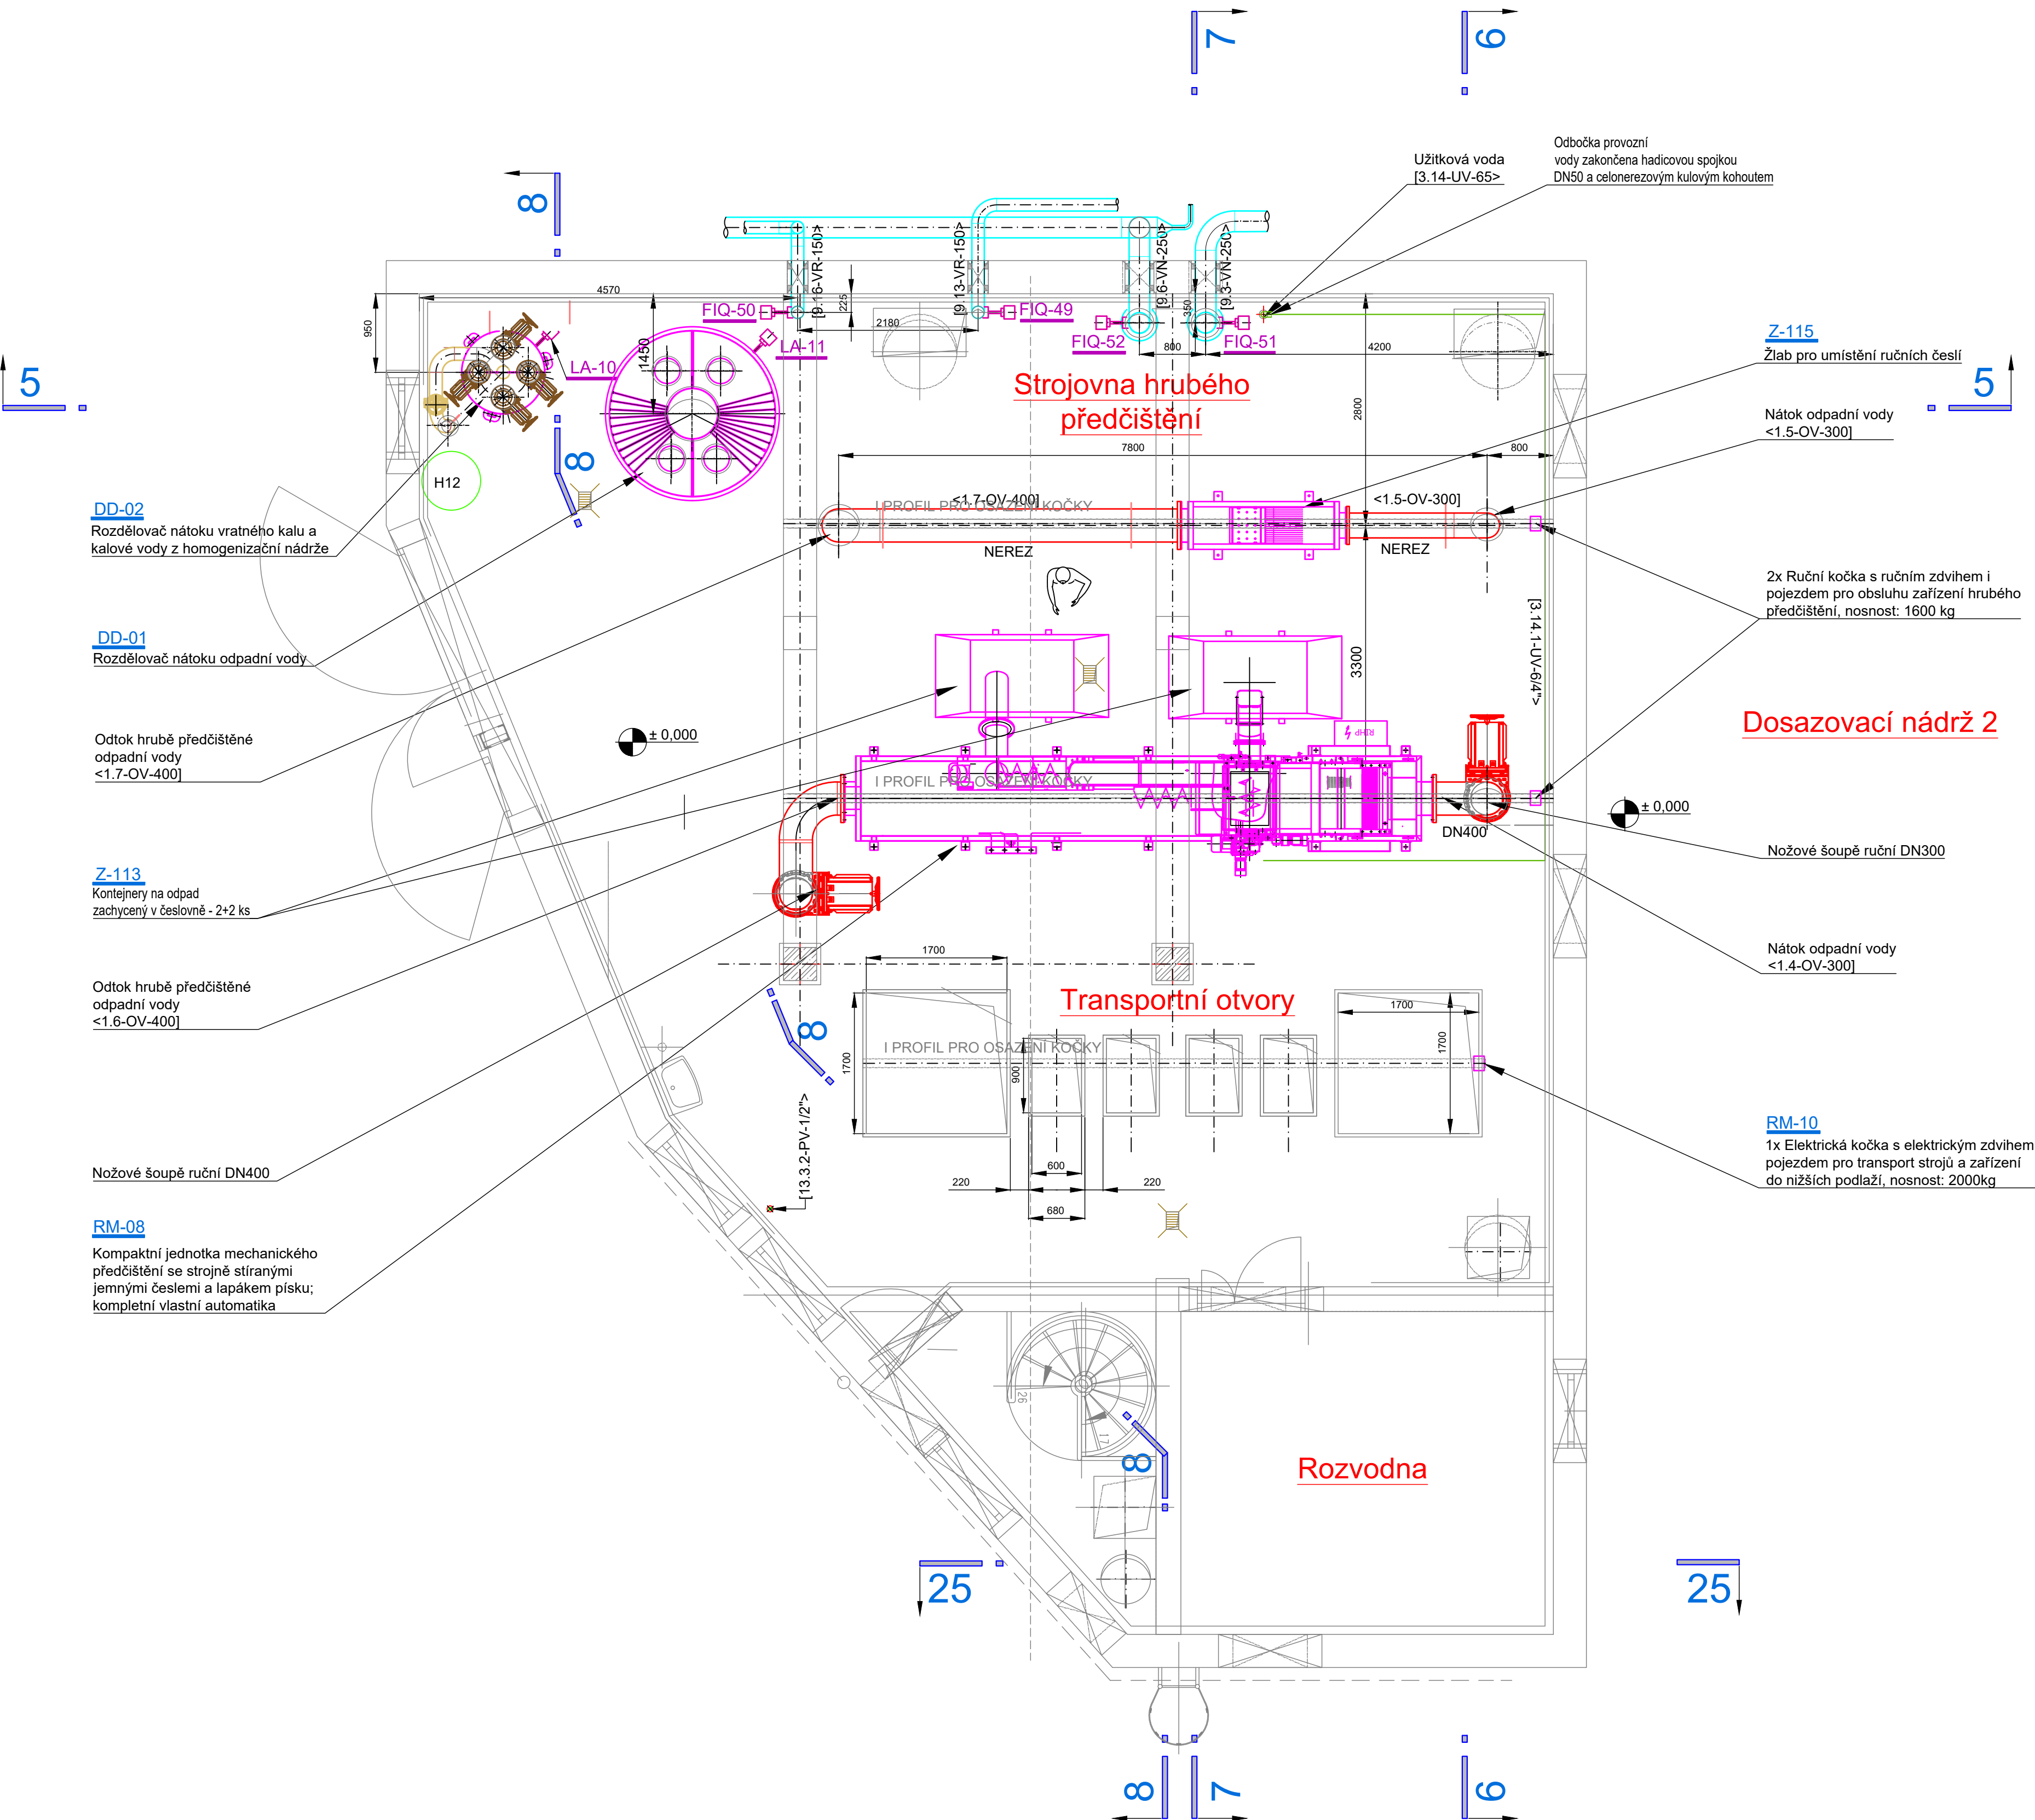 7
6
Užitková voda
[3.14-UV-65>
Odbočka provozní
vody zakončena hadicovou spojkou
DN50 a celonerezovým kulovým kohoutem
8
[9.16-VR-150>
[9.13-VR-150>
[9.6-VN-250>
[9.3-VN-250>
4570
225
950
1450
2180
350
FIQ-50
FIQ-49
FIQ-52
FIQ-51
800
4200
LA-11
LA-10
5
5
Strojovna hrubého
předčištění
2800
7800
800
Z-115
Žlab pro umístění ručních česlí
Nátok odpadní vody
<1.5-OV-300]
8
H12
<1.7-OV-400]
I PROFIL PRO OSAZENÍ KOČKY
<1.5-OV-300]
NEREZ
NEREZ
DD-02
Rozdělovač nátoku vratného kalu a
kalové vody z homogenizační nádrže
2x Ruční kočka s ručním zdvihem i
pojezdem pro obsluhu zařízení hrubého
předčištění, nosnost: 1600 kg
[3.14.1-UV-6/4">
3300
DD-01
Rozdělovač nátoku odpadní vody
Dosazovací nádrž 2
Odtok hrubě předčištěné
odpadní vody
<1.7-OV-400]
± 0,000
RIHP
I PROFIL PRO OSAZENÍ KOČKY
± 0,000
DN400
Nožové šoupě ruční DN300
Z-113
Kontejnery na odpad
zachycený v česlovně - 2+2 ks
Nátok odpadní vody
<1.4-OV-300]
1700
Odtok hrubě předčištěné
odpadní vody
<1.6-OV-400]
Transportní otvory
1700
8
I PROFIL PRO OSAZENÍ KOČKY
1700
900
1700
[13.3.2-PV-1/2">
RM-10
1x Elektrická kočka s elektrickým zdvihem
pojezdem pro transport strojů a zařízení
do nižších podlaží, nosnost: 2000kg
Nožové šoupě ruční DN400
600
220
220
680
RM-08
Kompaktní jednotka mechanického
předčištění se strojně stíranými
jemnými česlemi a lapákem písku;
kompletní vlastní automatika
26
17
8
Rozvodna
25
25
8
7
6